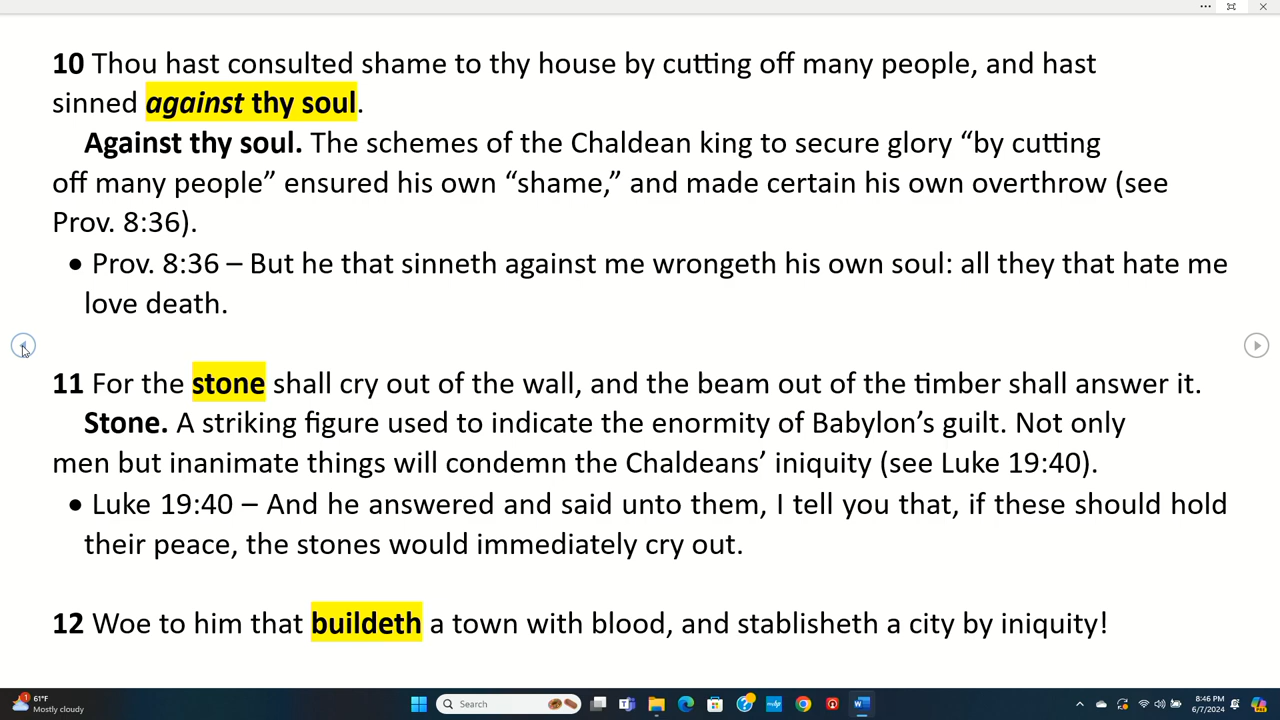 10 Thou hast consulted shame to thy house by cutting off many people, and hast
sinned against thy soul.
Against thy soul. The schemes of the Chaldean king to secure glory “by cutting
off many people” ensured his own “shame,” and made certain his own overthrow (see
Prov. 8:36).
• Prov. 8:36 – But he that sinneth against me wrongeth his own soul: all they that hate me
love death.
11 For the stone shall cry out of the wall, and the beam out of the timber shall answer it.
Stone. A striking figure used to indicate the enormity of Babylon’s guilt. Not only
men but inanimate things will condemn the Chaldeans’ iniquity (see Luke 19:40).
• Luke 19:40 – And he answered and said unto them, I tell you that, if these should hold
their peace, the stones would immediately cry out.
12 Woe to him that buildeth a town with blood, and stablisheth a city by iniquity!
1
61°F
Mostly cloudy
Search
8:46 PM
6/7/2024